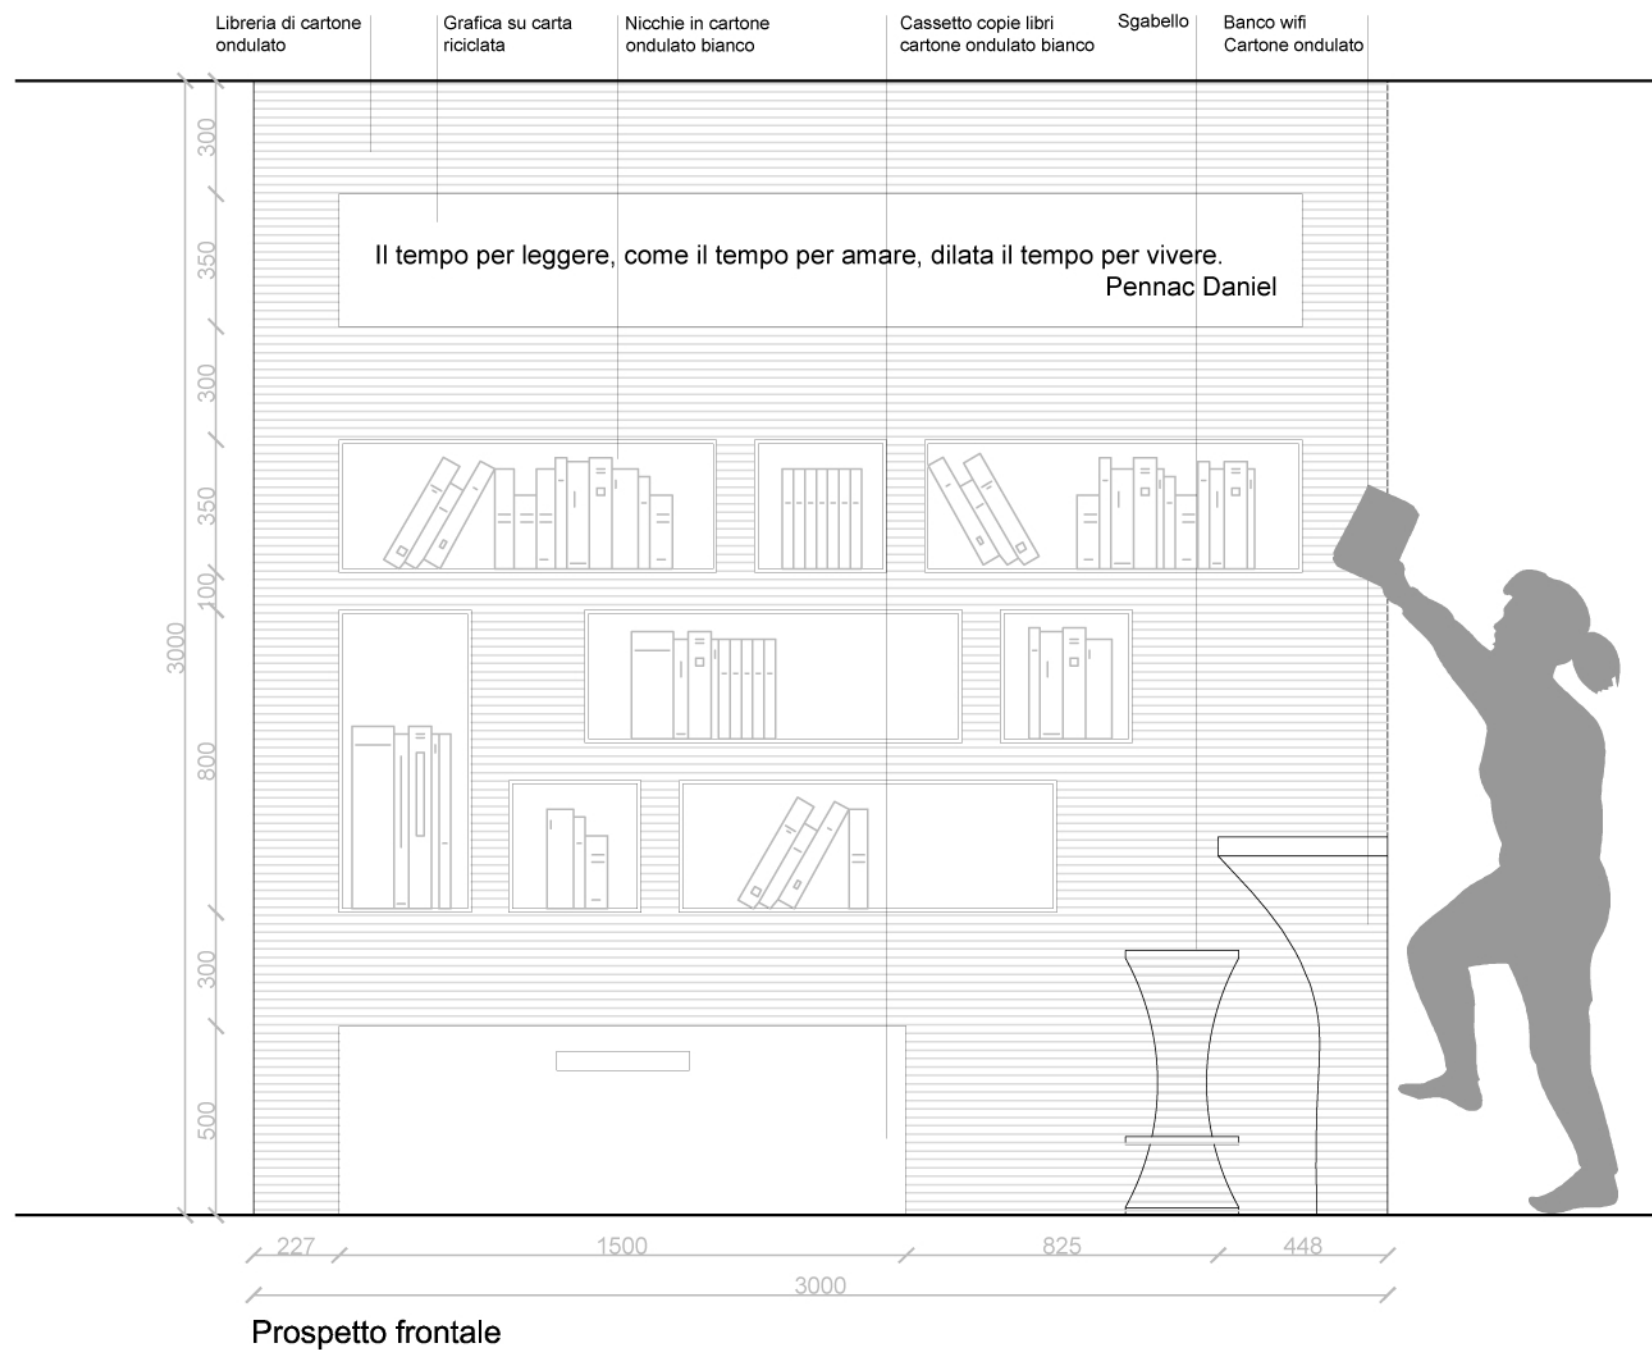 Libreria di cartone
ondulato
Grafica su carta
riciclata
Nicchie in cartone
ondulato bianco
Cassetto copie libri
cartone ondulato bianco
Sgabello
Banco wifi
Cartone ondulato
300
350
300
350
100
800
300
500
3000
Il tempo per leggere, come il tempo per amare, dilata il tempo per vivere.
Pennac Daniel
227
1500
825
448
3000
Prospetto frontale